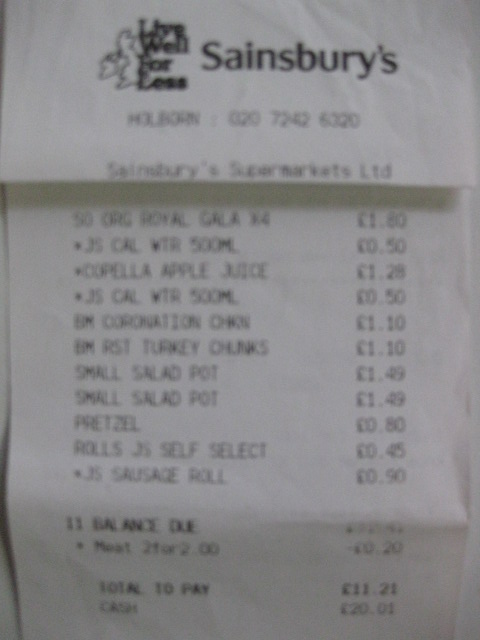 Live
Well
For
Less
Sainsbury's
HOLBORN : 020 7242 6320
Sainsbury's Supermarkets Ltd
SO ORG ROYAL GALA X4 £1.80
*JS CAL WTR 500ML £0.50
*COPELLA APPLE JUICE £1.28
*JS CAL WTR 500ML £0.50
BM CORONATION CHKN £1.10
BM RST TURKEY CHUNKS £1.10
SMALL SALAD POT £1.49
SMALL SALAD POT £1.49
PRETZEL £0.80
ROLLS JS SELF SELECT £0.45
*JS SAUSAGE ROLL £0.90
11 BALANCE DUE
* Meat 2for2.00 -£0.20
TOTAL TO PAY £11.21
CASH £20.01